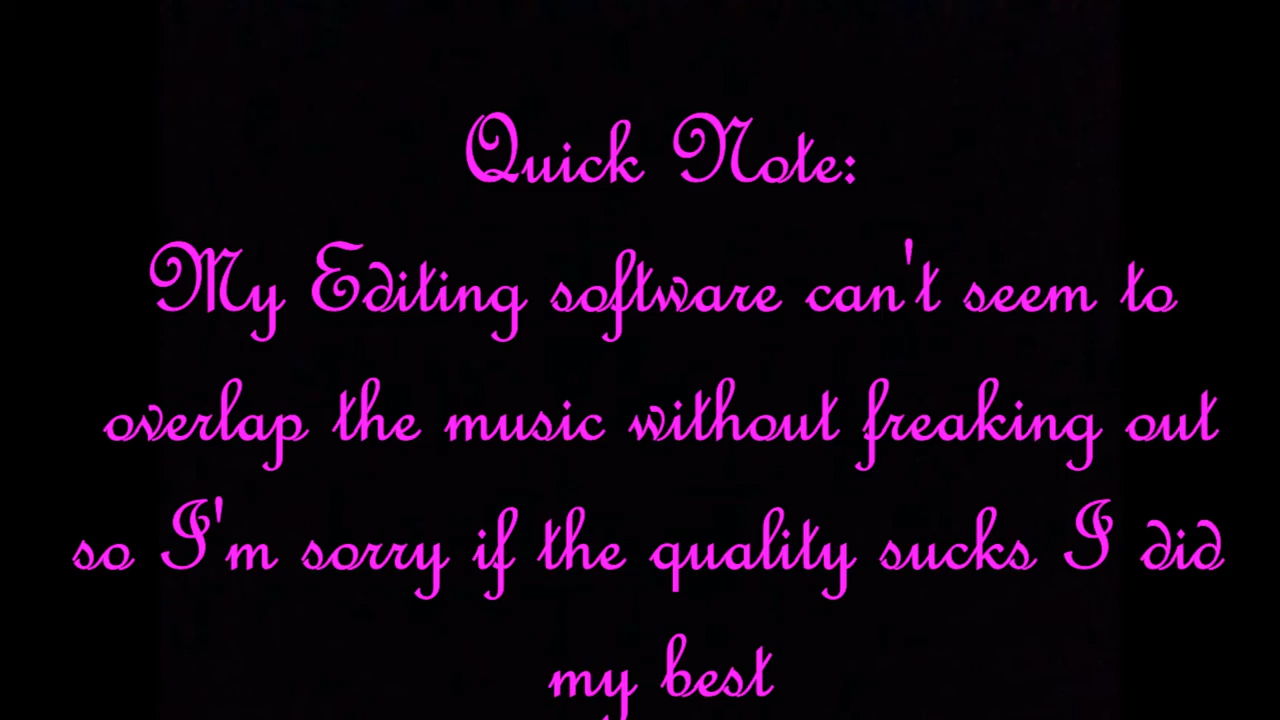 Quick Note:
My Editing software can't seem to
overlap the music without freaking out
so I'm sorry if the quality sucks I did
my best